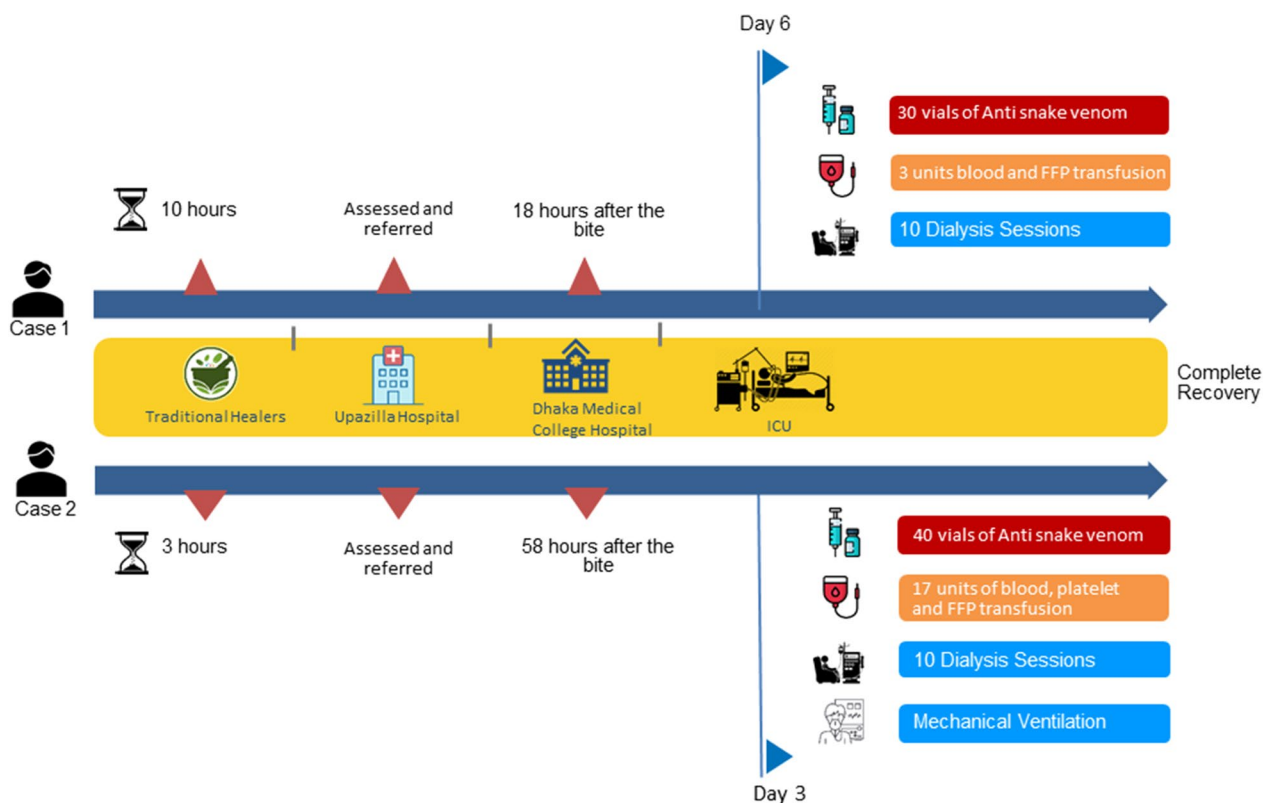 Day 6
30 vials of Anti snake venom
3 units blood and FFP transfusion
10 Dialysis Sessions
10 hours
Assessed and
referred
18 hours after the
bite
Case 1
Traditional Healers
Upazilla Hospital
Dhaka Medical
College Hospital
ICU
Complete
Recovery
Case 2
3 hours
Assessed and
referred
58 hours after the
bite
40 vials of Anti snake venom
17 units of blood, platelet
and FFP transfusion
10 Dialysis Sessions
Mechanical Ventilation
Day 3